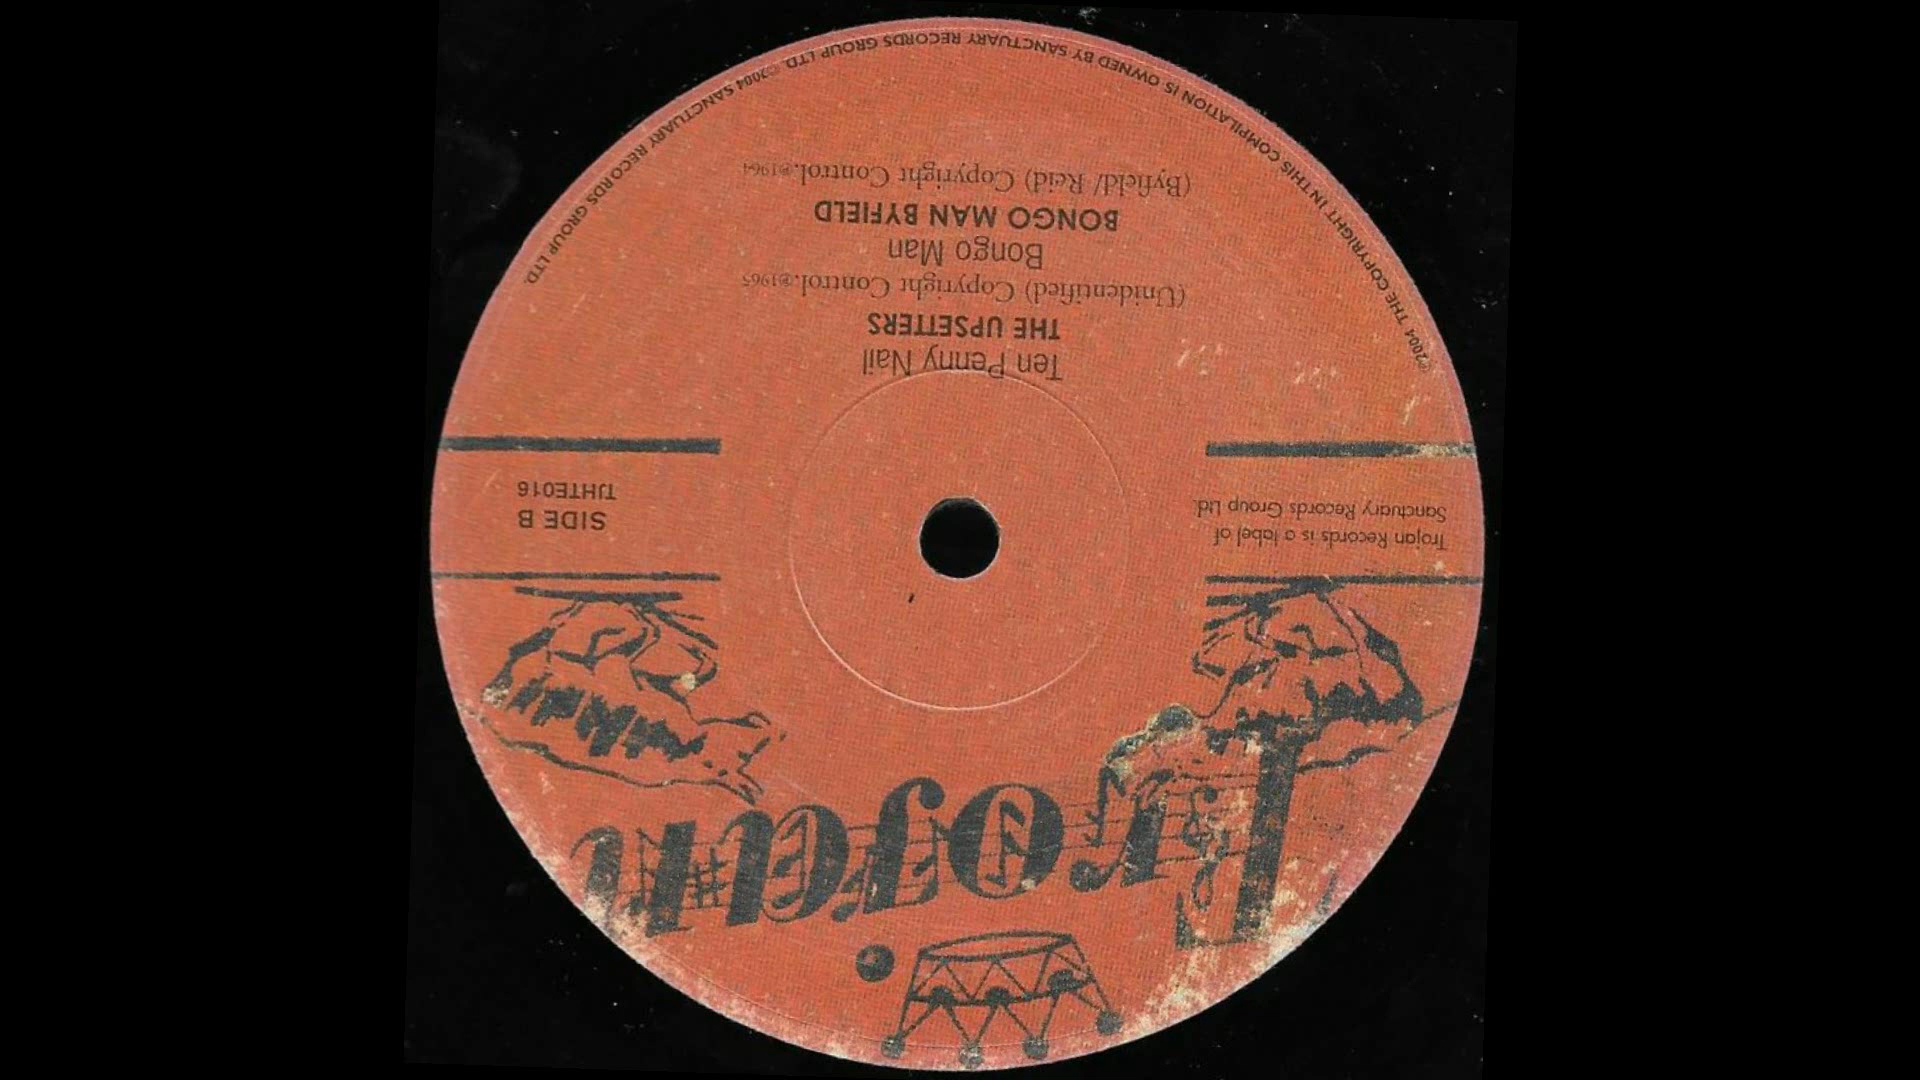 Trojan
Trojan Records is a label of
Sanctuary Records Group Ltd.
SIDE B
TJHTE016
Ten Penny Nail
THE UPSETTERS
(Unidentified) Copyright Control.℗1965
Bongo Man
BONGO MAN BYFIELD
(Byfield/ Reid) Copyright Control.℗1964
℗2004 THE COPYRIGHT IN THIS COMPILATION IS OWNED BY SANCTUARY RECORDS GROUP LTD. ©2004 SANCTUARY RECORDS GROUP LTD.